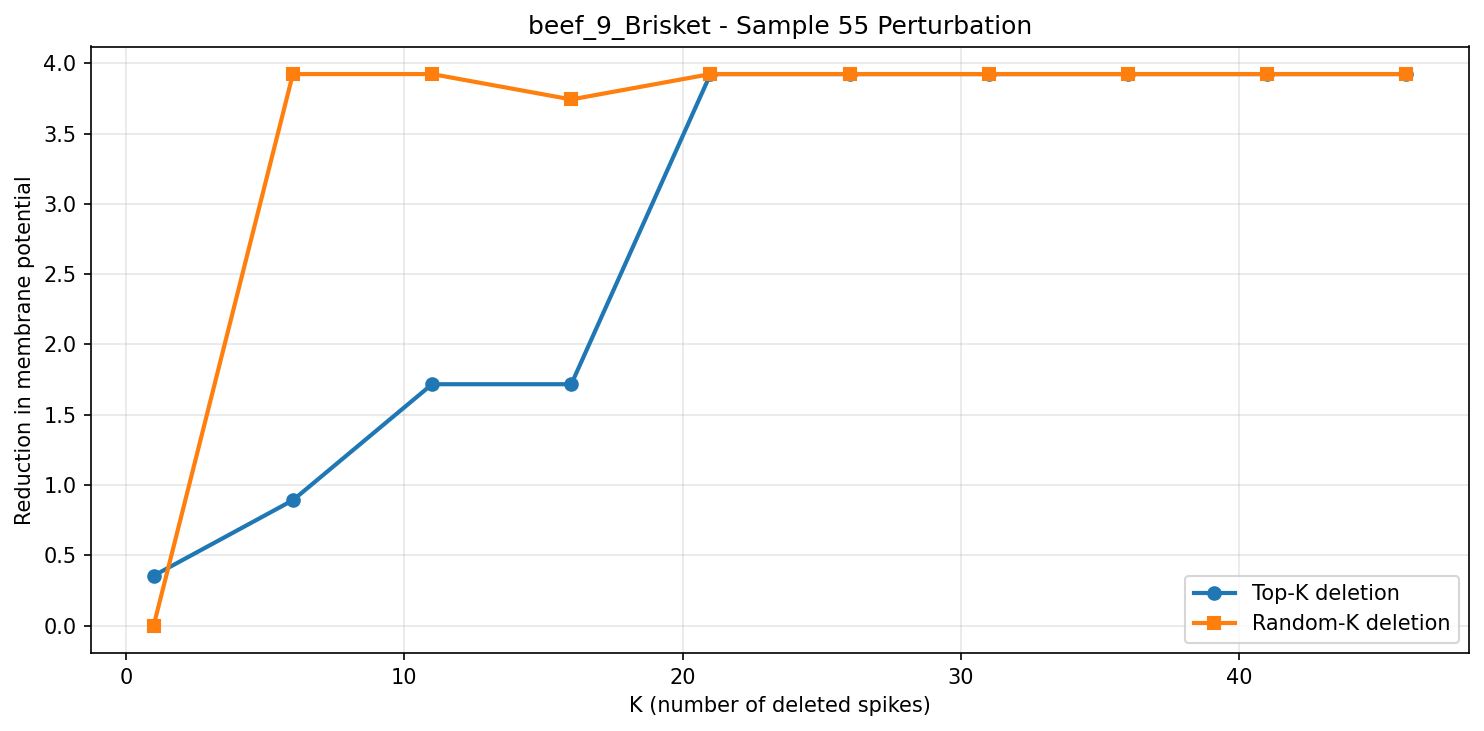 beef_9_Brisket - Sample 55 Perturbation
Reduction in membrane potential
4.0
3.5
3.0
2.5
2.0
1.5
1.0
0.5
0.0
0 10 20 30 40
K (number of deleted spikes)
Top-K deletion
Random-K deletion